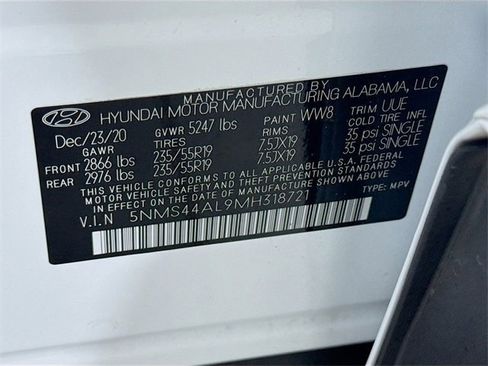 MANUFACTURED BY
HYUNDAI MOTOR MANUFACTURING ALABAMA, LLC
Dec/23/20 GVWR 5247 lbs PAINT WW8 TRIM UUE
GAWR TIRES RIMS COLD TIRE INFL
FRONT 2866 lbs 235/55R19 7.5JX19 35 psi SINGLE
REAR 2976 lbs 235/55R19 7.5JX19 35 psi SINGLE
THIS VEHICLE CONFORMS TO ALL APPLICABLE
U.S. FEDERAL MOTOR VEHICLE SAFETY STANDARDS
IN EFFECT ON THE DATE OF MANUFACTURE SHOWN ABOVE.
V.I.N 5NMS44AL9MH318721 TYPE: MPV